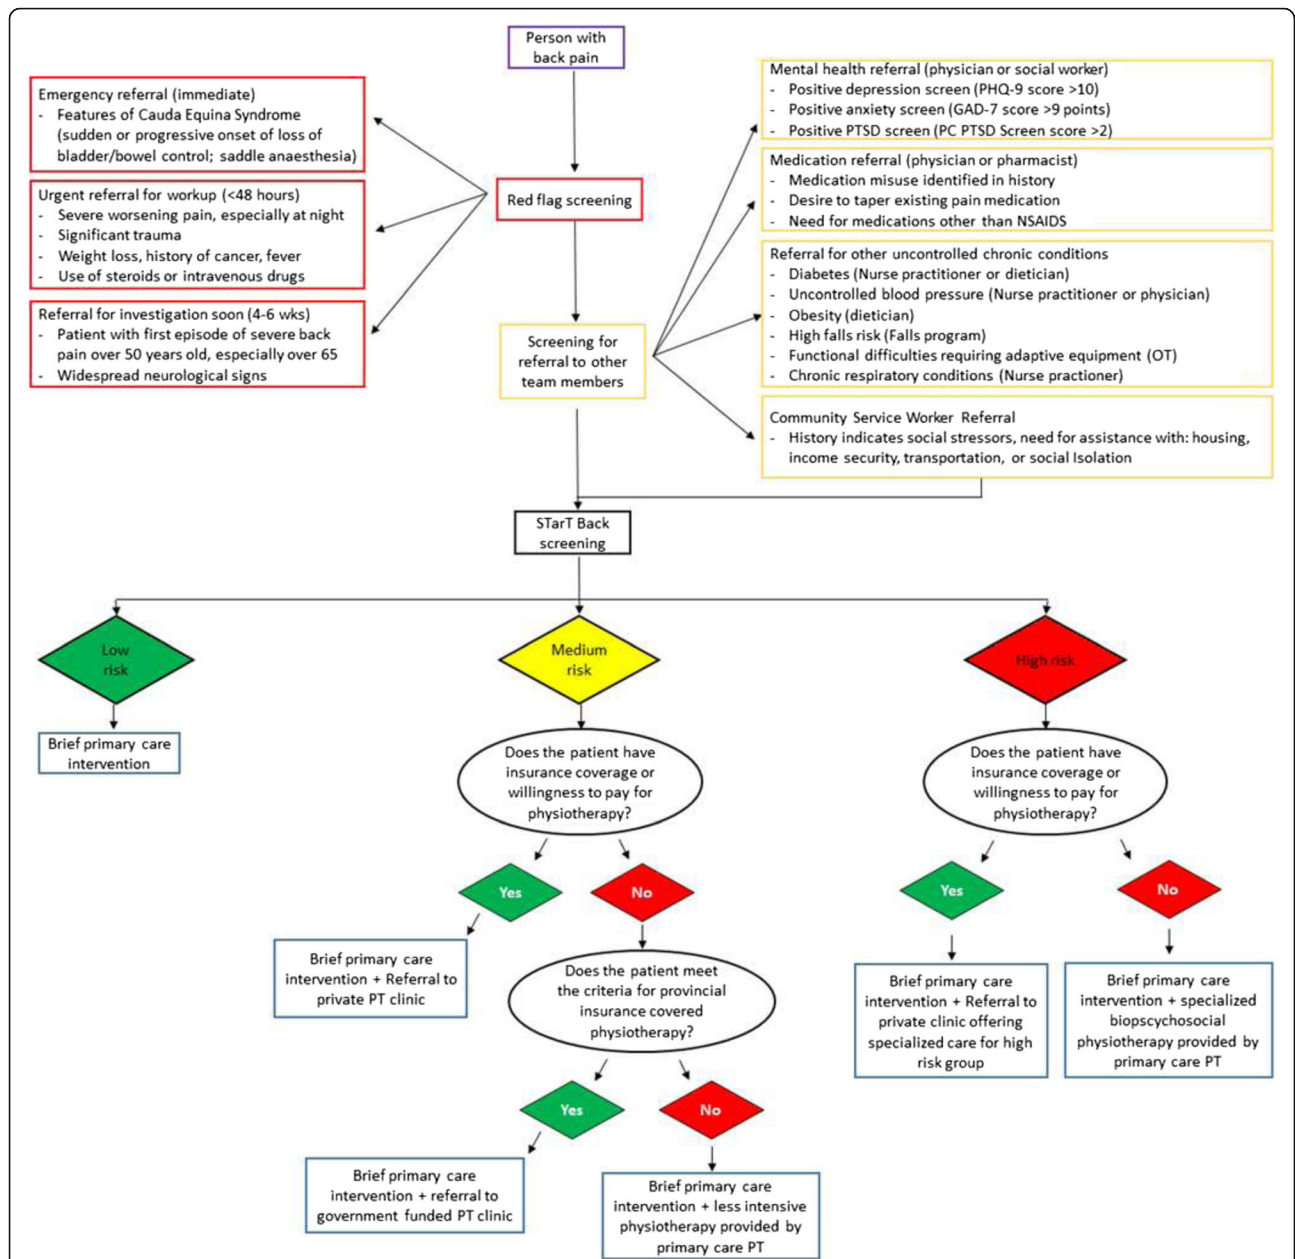 Person with
back pain
Emergency referral (immediate)
- Features of Cauda Equina Syndrome
(sudden or progressive onset of loss of
bladder/bowel control; saddle anaesthesia)
Urgent referral for workup (<48 hours)
- Severe worsening pain, especially at night
- Significant trauma
- Weight loss, history of cancer, fever
- Use of steroids or intravenous drugs
Referral for investigation soon (4-6 wks)
- Patient with first episode of severe back
pain over 50 years old, especially over 65
- Widespread neurological signs
Red flag screening
Mental health referral (physician or social worker)
- Positive depression screen (PHQ-9 score >10)
- Positive anxiety screen (GAD-7 score >9 points)
- Positive PTSD screen (PC PTSD Screen score >2)
Medication referral (physician or pharmacist)
- Medication misuse identified in history
- Desire to taper existing pain medication
- Need for medications other than NSAIDS
Referral for other uncontrolled chronic conditions
- Diabetes (Nurse practitioner or dietician)
- Uncontrolled blood pressure (Nurse practitioner or physician)
- Obesity (dietician)
- High falls risk (Falls program)
- Functional difficulties requiring adaptive equipment (OT)
- Chronic respiratory conditions (Nurse practioner)
Community Service Worker Referral
- History indicates social stressors, need for assistance with: housing,
income security, transportation, or social Isolation
Screening for
referral to other
team members
STarT Back
screening
Low
risk
Medium
risk
High risk
Brief primary care
intervention
Does the patient have
insurance coverage or
willingness to pay for
physiotherapy?
Does the patient have
insurance coverage or
willingness to pay for
physiotherapy?
Yes
No
Yes
No
Brief primary care
intervention + Referral to
private PT clinic
Does the patient meet
the criteria for provincial
insurance covered
physiotherapy?
Brief primary care
intervention + Referral to
private clinic offering
specialized care for high
risk group
Brief primary care
intervention + specialized
biopscychosocial
physiotherapy provided by
primary care PT
Yes
No
Brief primary care
intervention + referral to
government funded PT clinic
Brief primary care
intervention + less intensive
physiotherapy provided by
primary care PT